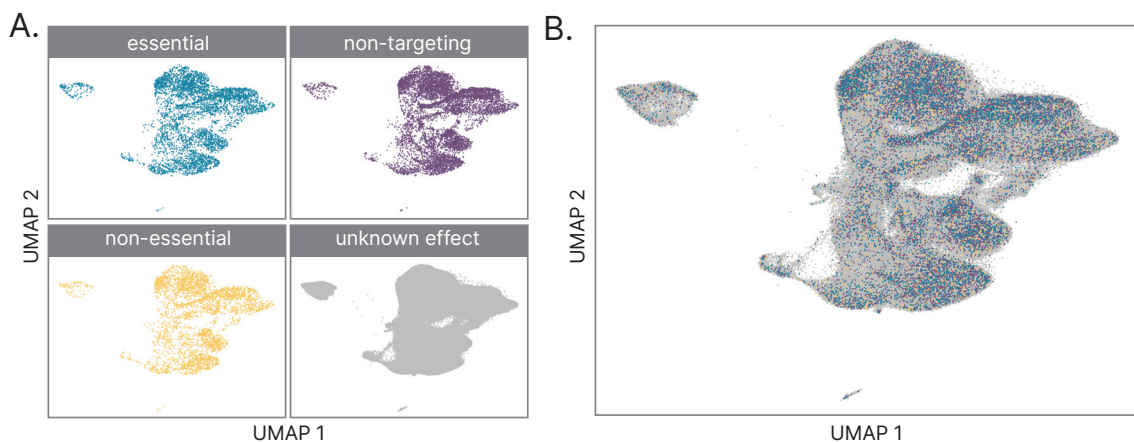 A.
essential
non-targeting
non-essential
unknown effect
UMAP 2
UMAP 1
B.
UMAP 2
UMAP 1